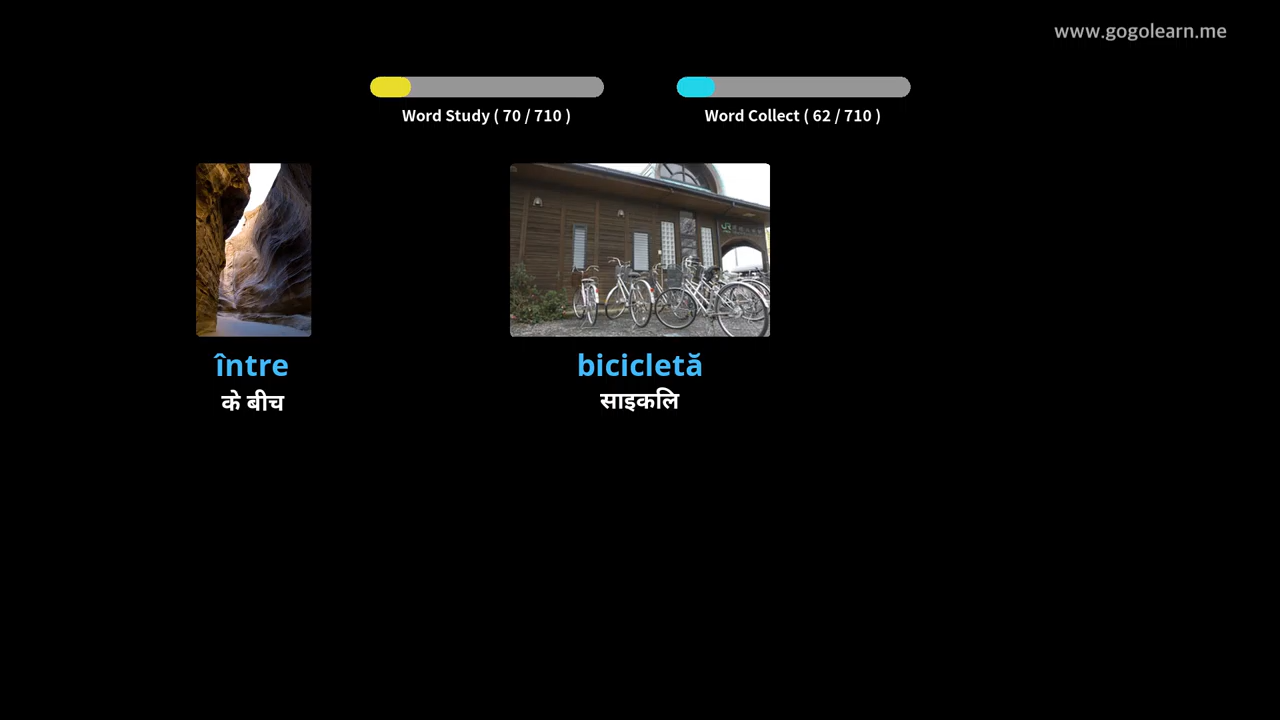 www.gogolearn.me
Word Study ( 70 / 710 )
Word Collect ( 62 / 710 )
între
के बीच
bicicletă
साइकलि